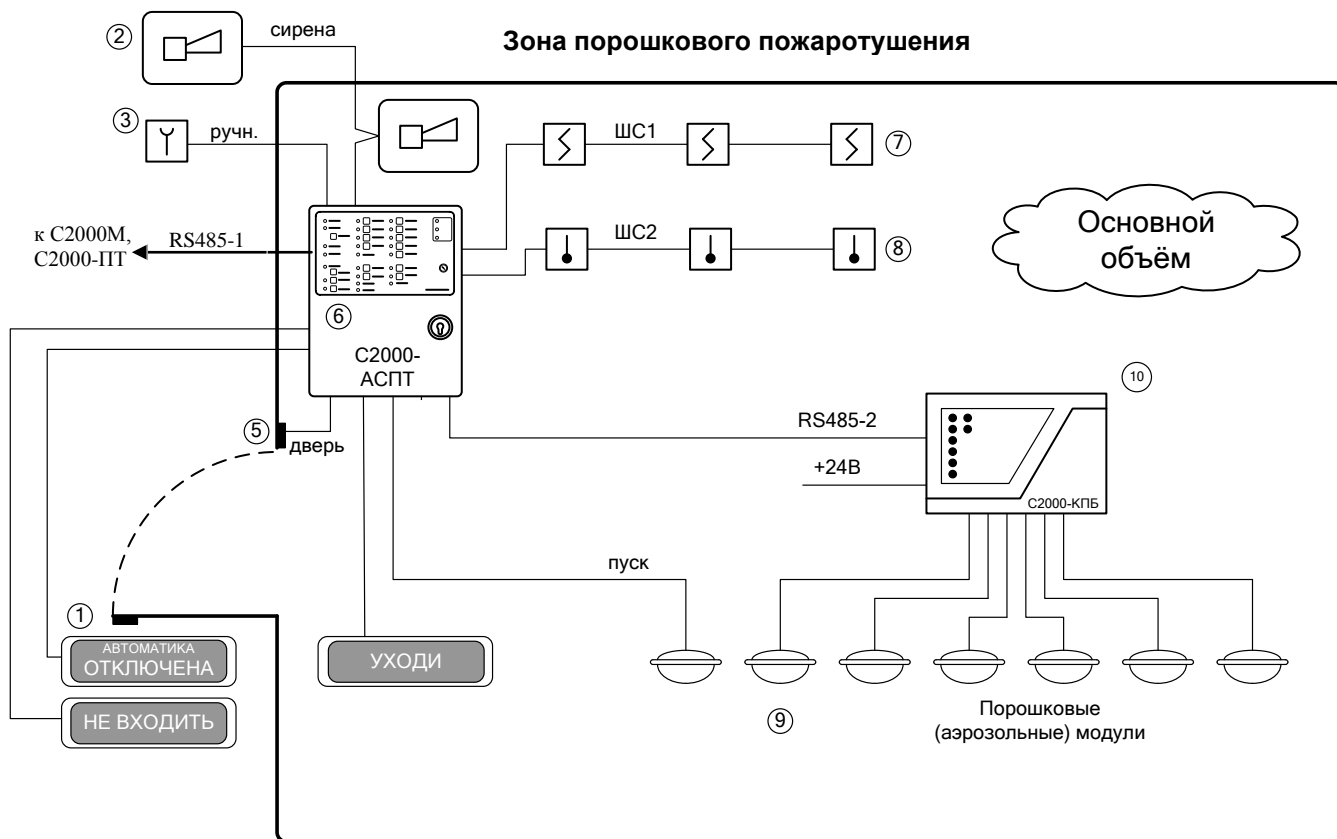 2
сирена
Зона порошкового пожаротушения
3
ручн.
ШС1
7
к С2000М,
С2000-ПТ
RS485-1
ШС2
8
Основной
объём
6
С2000-
АСПТ
10
5
дверь
RS485-2
+24В
С2000-КПБ
пуск
1
АВТОМАТИКА
ОТКЛЮЧЕНА
УХОДИ
НЕ ВХОДИТЬ
9
Порошковые
(аэрозольные) модули